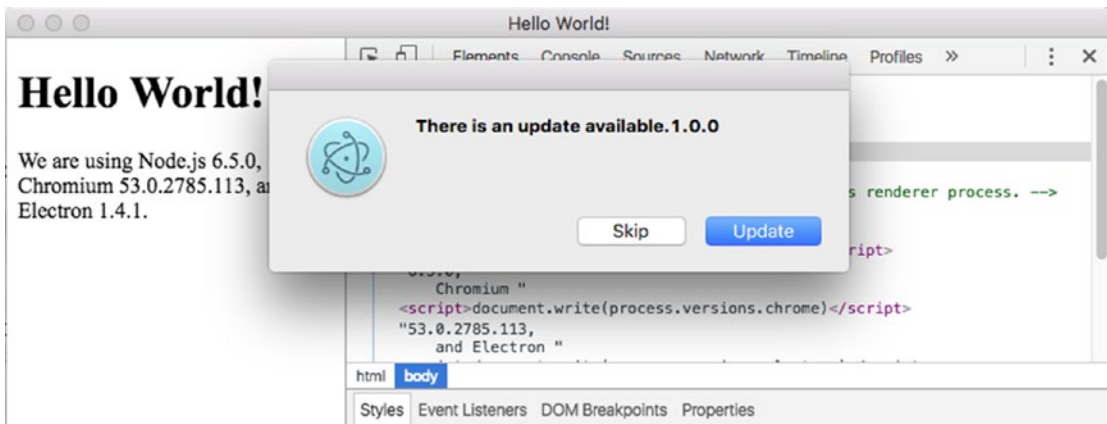 Hello World!
Elements Console Sources Network Timeline Profiles »
Hello World!
We are using Node.js 6.5.0,
Chromium 53.0.2785.113,
Electron 1.4.1.
There is an update available.1.0.0
Skip Update
s renderer process. -->
ript>
Chromium "
<script>document.write(process.versions.chrome)</script>
"53.0.2785.113,
and Electron "
html body
Styles Event Listeners DOM Breakpoints Properties